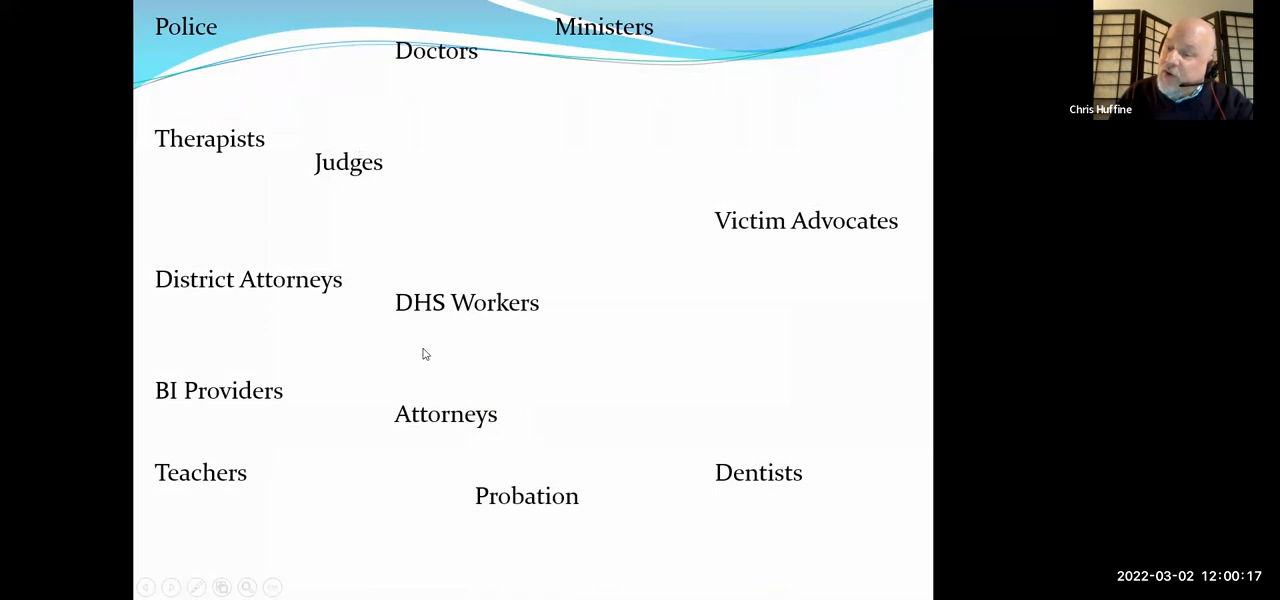 Police
Ministers
Doctors
Therapists
Judges
Victim Advocates
District Attorneys
DHS Workers
BI Providers
Attorneys
Teachers
Dentists
Probation
Chris Huffine
2022-03-02 12:00:17